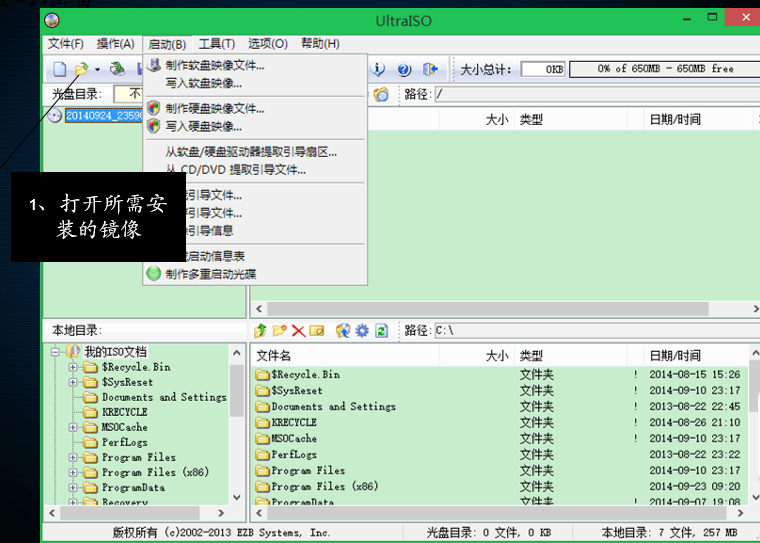 UltraISO
文件(F) 操作(A) 启动(B) 工具(T) 选项(O) 帮助(H)
大小总计: 0KB 0% of 650MB - 650MB free
光盘目录: 不
路径: /
20140924_2359
大小 类型 日期/时间
制作软盘映像文件...
写入软盘映像...
制作硬盘映像文件...
写入硬盘映像...
从软盘/硬盘驱动器提取引导扇区...
从 CD/DVD 提取引导文件...
引导文件...
引导文件...
引导信息
启动信息表
制作多重启动光碟
1、打开所需安
装的镜像
本地目录:
路径: C:\
我的ISO文档
$Recycle.Bin
$SysReset
Documents and Settings
KRECYCLE
MSOCache
PerfLogs
Program Files
Program Files (x86)
ProgramData
Recovery
文件名 大小 类型 日期/时间
$Recycle.Bin 文件夹 ! 2014-08-15 15:26
$SysReset 文件夹 ! 2014-09-10 23:17
Documents and Settings 文件夹 ! 2013-08-22 22:45
KRECYCLE 文件夹 ! 2014-08-26 21:10
MSOCache 文件夹 ! 2014-09-10 23:17
PerfLogs 文件夹 2013-08-22 23:22
Program Files 文件夹 2014-09-10 23:17
Program Files (x86) 文件夹 2014-09-23 09:20
ProgramData 文件夹 ! 2014-09-07 19:08
版权所有 (c)2002-2013 EZB Systems, Inc.
光盘目录: 0 文件, 0 KB
本地目录: 7 文件, 257 MB